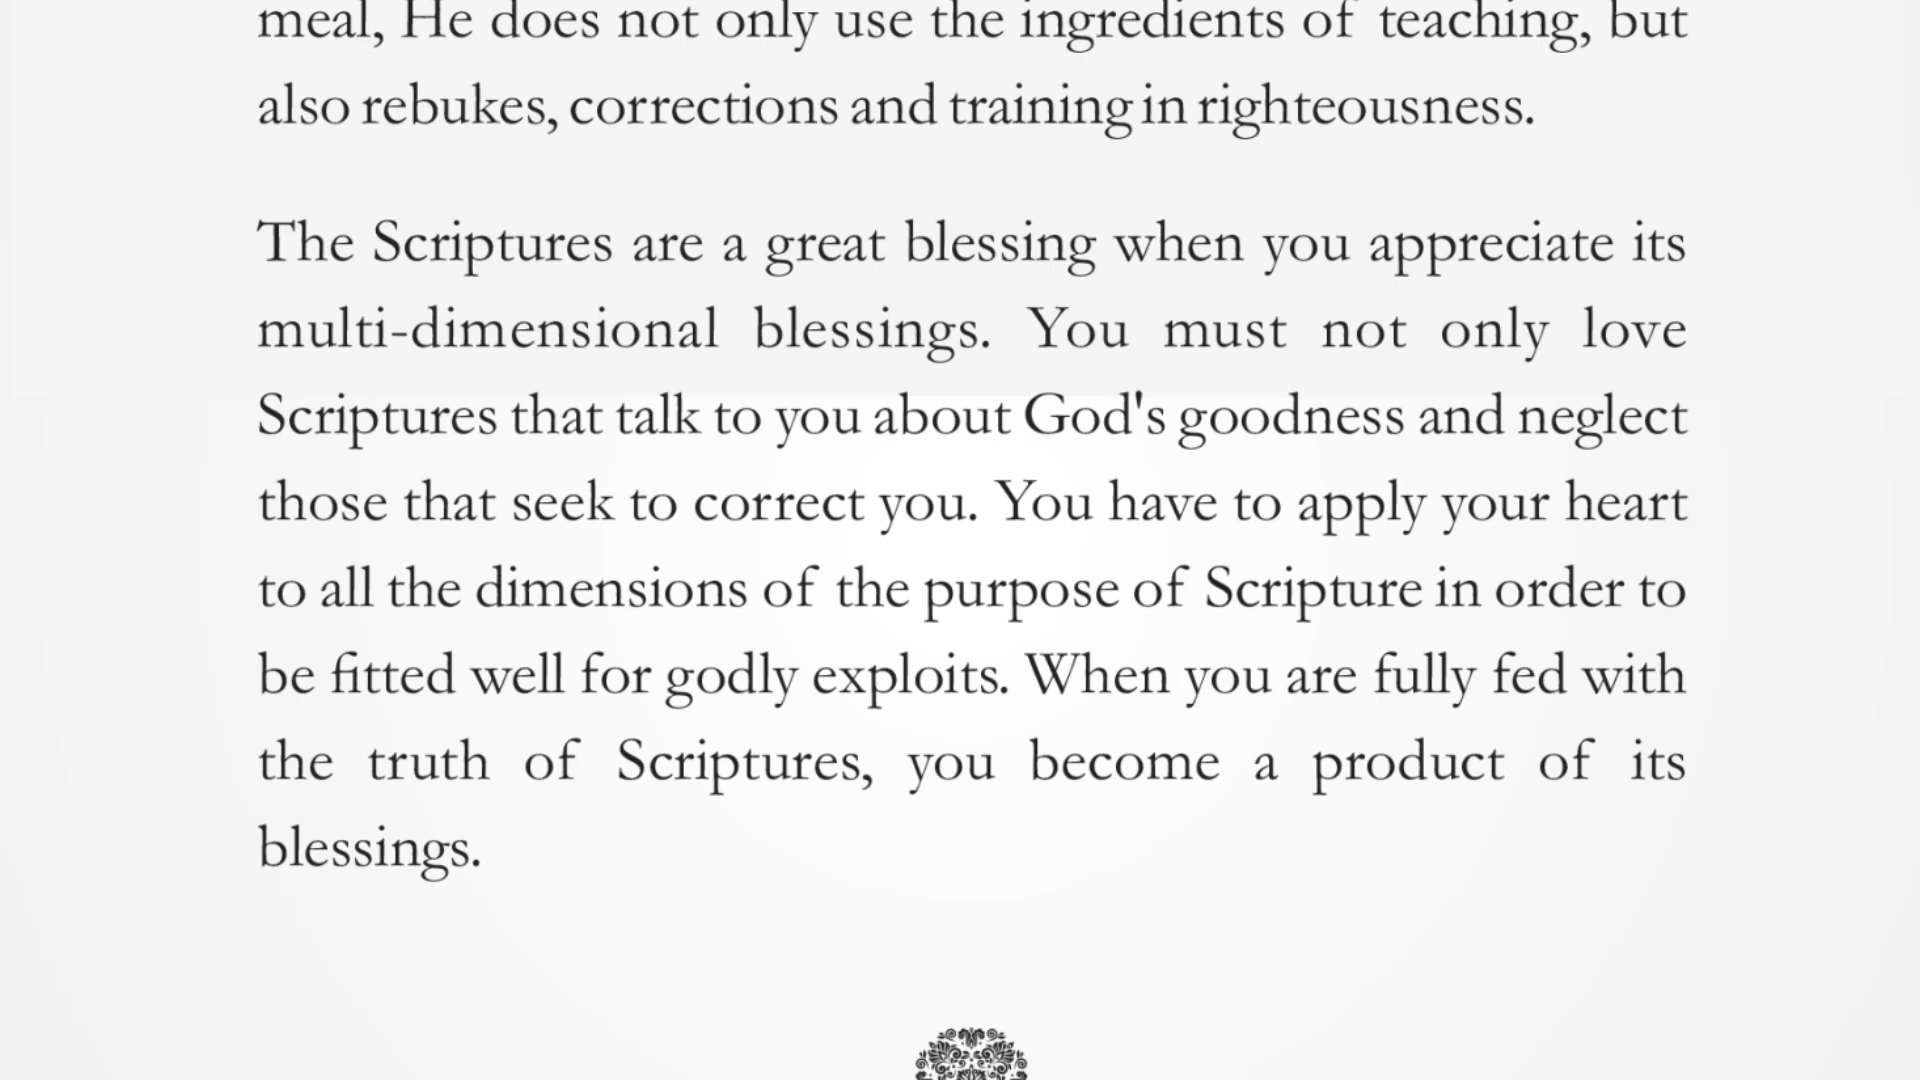 meal, He does not only use the ingredients of teaching, but
also rebukes, corrections and training in righteousness.
The Scriptures are a great blessing when you appreciate its
multi-dimensional blessings. You must not only love
Scriptures that talk to you about God's goodness and neglect
those that seek to correct you. You have to apply your heart
to all the dimensions of the purpose of Scripture in order to
be fitted well for godly exploits. When you are fully fed with
the truth of Scriptures, you become a product of its
blessings.